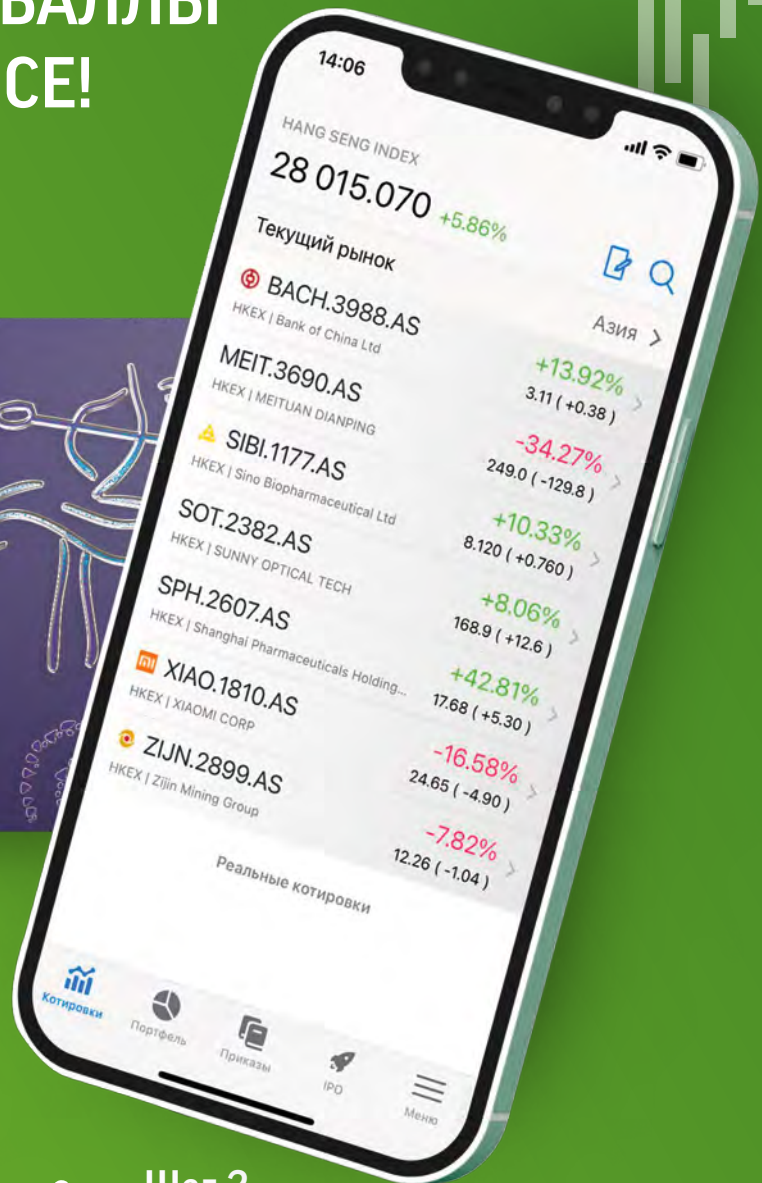 БАЛЛЫ
СЕ!
14:06
HANG SENG INDEX
28 015.070 +5.86%
Текущий рынок
Азия >
BACH.3988.AS
HKEX | Bank of China Ltd
+13.92%
3.11 ( +0.38 )
MEIT.3690.AS
HKEX | MEITUAN DIANPING
-34.27%
249.0 ( -129.8 )
SIBI.1177.AS
HKEX | Sino Biopharmaceutical Ltd
+10.33%
8.120 ( +0.760 )
SOT.2382.AS
HKEX | SUNNY OPTICAL TECH
+8.06%
168.9 ( +12.6 )
SPH.2607.AS
HKEX | Shanghai Pharmaceuticals Holding...
+42.81%
17.68 ( +5.30 )
XIAO.1810.AS
HKEX | XIAOMI CORP
-16.58%
24.65 ( -4.90 )
ZIJN.2899.AS
HKEX | Zijin Mining Group
-7.82%
12.26 ( -1.04 )
Реальные котировки
Котировки
Портфель
Приказы
IPO
Меню